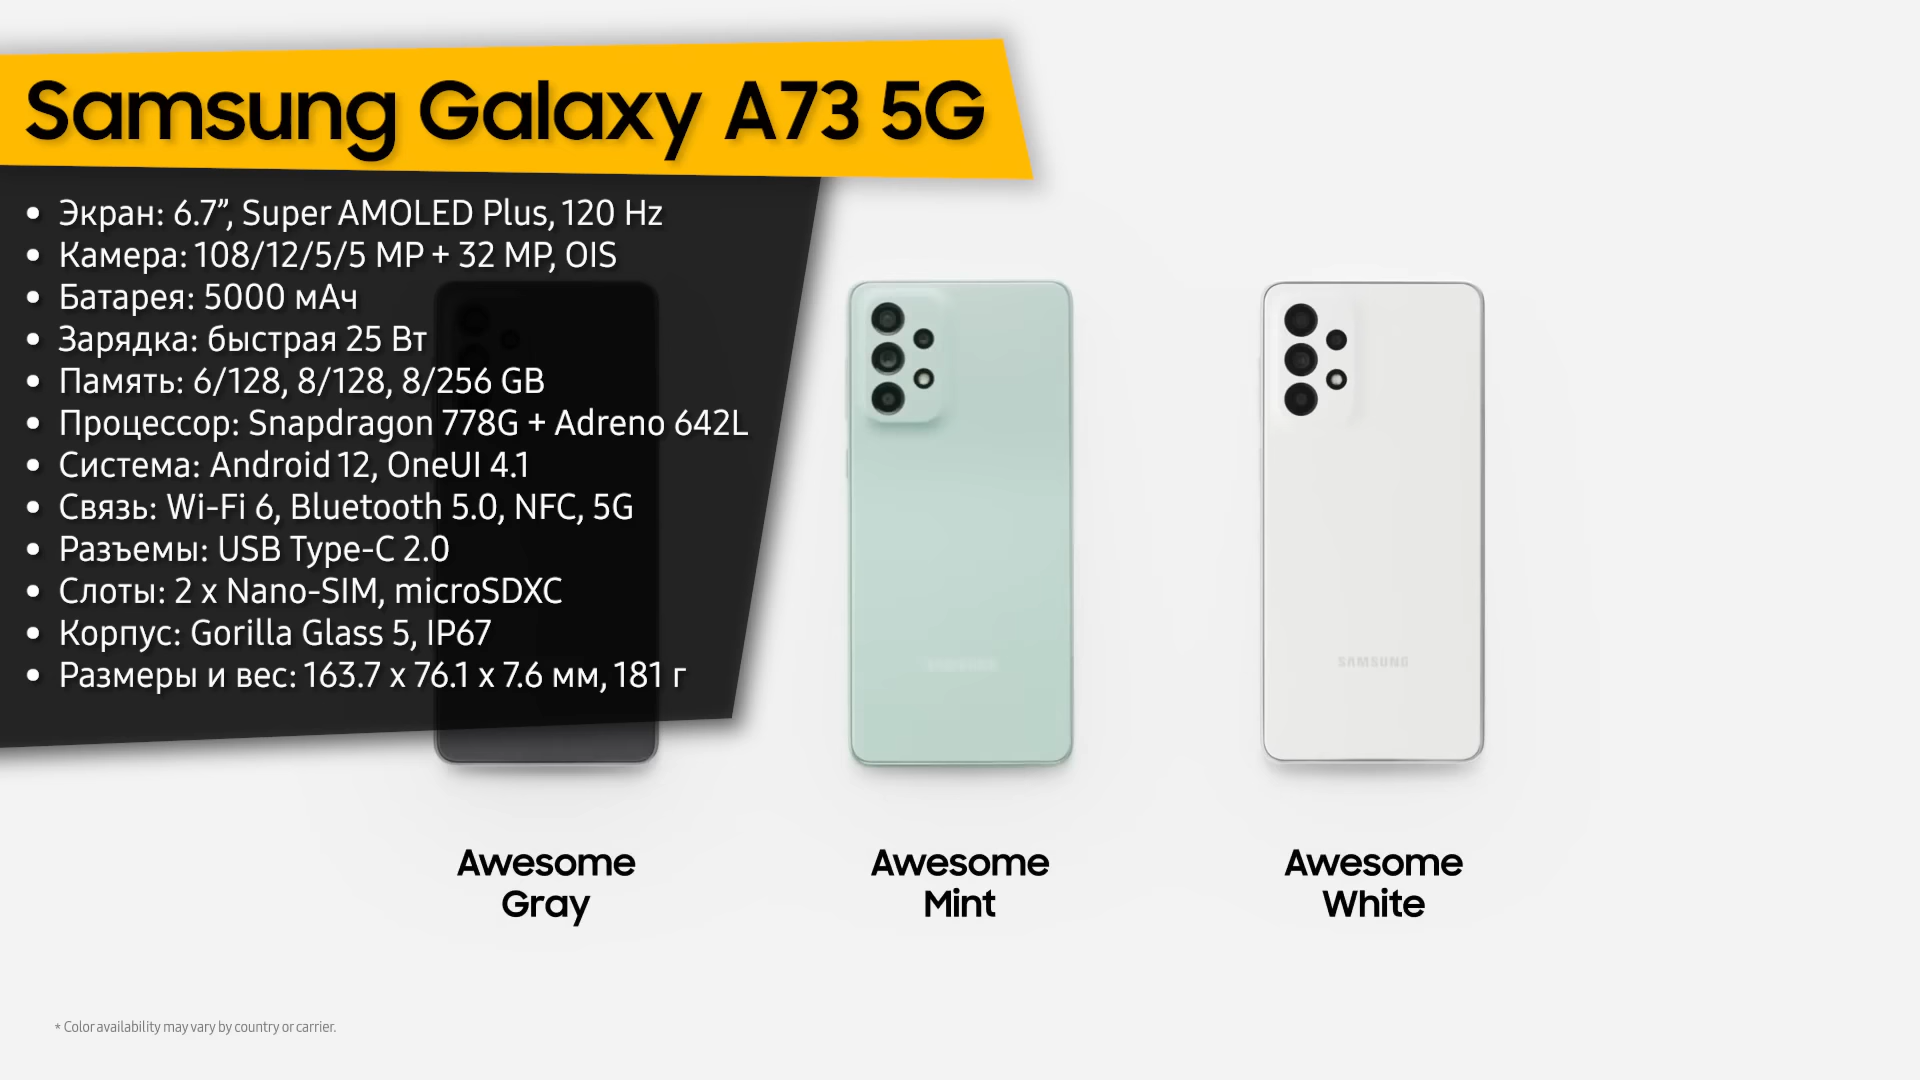 Samsung Galaxy A73 5G
• Экран: 6.7”, Super AMOLED Plus, 120 Hz
• Камера: 108/12/5/5 MP + 32 MP, OIS
• Батарея: 5000 мАч
• Зарядка: быстрая 25 Вт
• Память: 6/128, 8/128, 8/256 GB
• Процессор: Snapdragon 778G + Adreno 642L
• Система: Android 12, OneUI 4.1
• Связь: Wi-Fi 6, Bluetooth 5.0, NFC, 5G
• Разъемы: USB Type-C 2.0
• Слоты: 2 x Nano-SIM, microSDXC
• Корпус: Gorilla Glass 5, IP67
• Размеры и вес: 163.7 x 76.1 x 7.6 мм, 181 г
SAMSUNG
SAMSUNG
Awesome
Gray
Awesome
Mint
Awesome
White
* Color availability may vary by country or carrier.